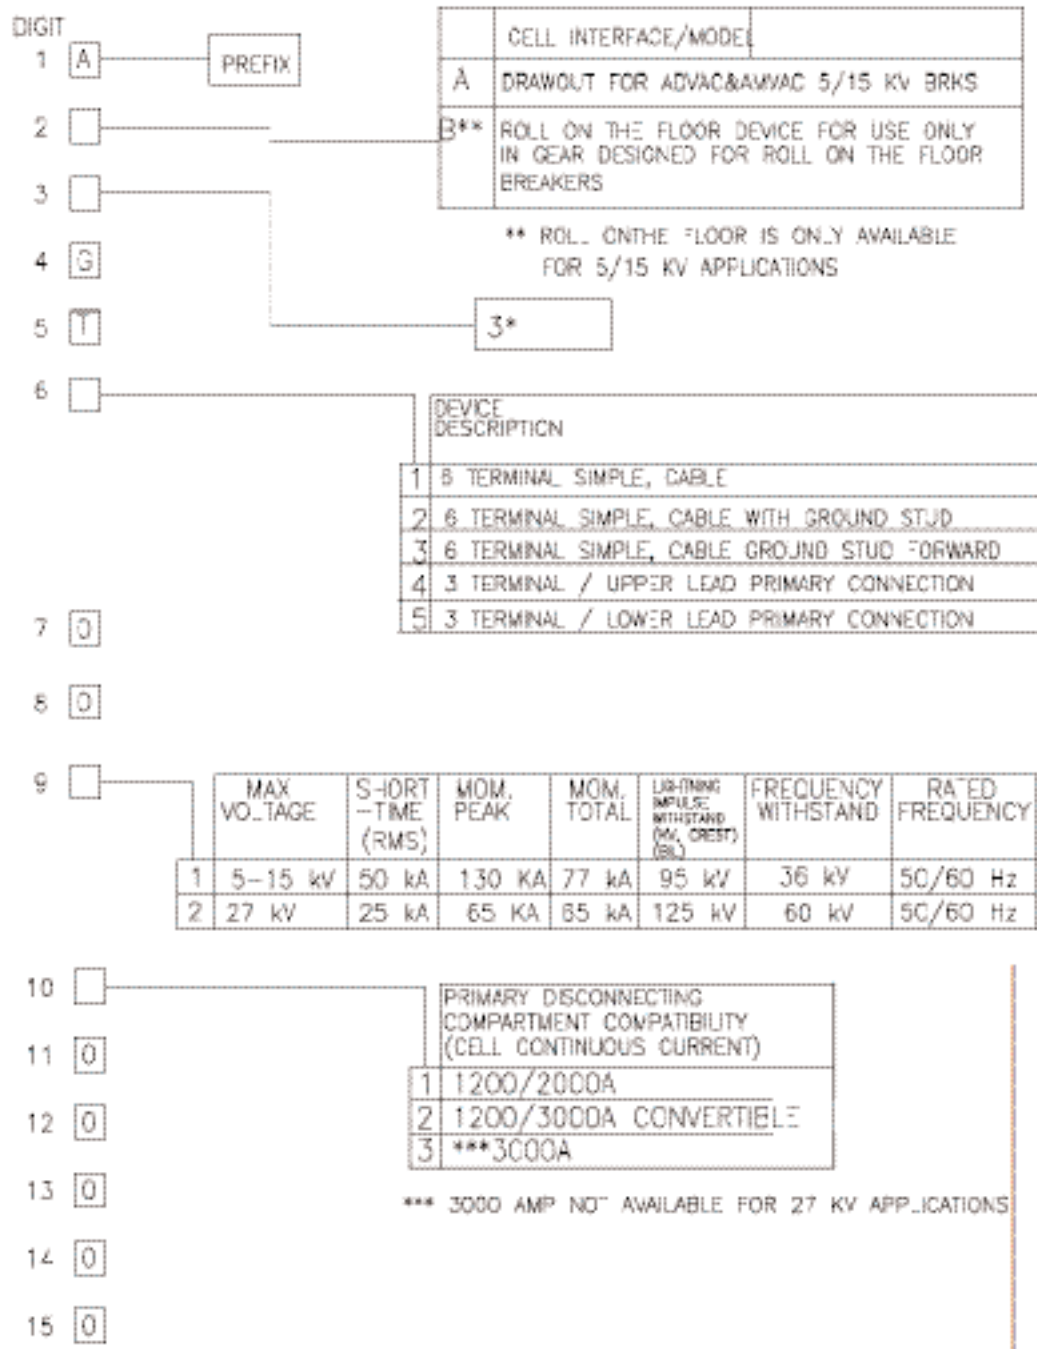 DIGIT
1 A PREFIX
CELL INTERFACE/MODEL
A DRAWOUT FOR ADVAC&AMVAC 5/15 KV BRKS
2
B** ROLL ON THE FLOOR DEVICE FOR USE ONLY
IN GEAR DESIGNED FOR ROLL ON THE FLOOR
BREAKERS
3
** ROLL ONTHE FLOOR IS ONLY AVAILABLE
FOR 5/15 KV APPLICATIONS
4 G
5 T
3*
6
DEVICE
DESCRIPTION
1 6 TERMINAL SIMPLE, CABLE
2 6 TERMINAL SIMPLE, CABLE WITH GROUND STUD
3 6 TERMINAL SIMPLE, CABLE GROUND STUD FORWARD
4 3 TERMINAL / UPPER LEAD PRIMARY CONNECTION
5 3 TERMINAL / LOWER LEAD PRIMARY CONNECTION
7 0
8 0
9
MAX VOLTAGE SHORT -TIME (RMS) MOM. PEAK MOM. TOTAL LIGHTNING IMPULSE WITHSTAND (KV, CREST) (BIL) FREQUENCY WITHSTAND RATED FREQUENCY
1 5-15 kV 50 kA 130 KA 77 kA 95 kV 36 kV 50/60 Hz
2 27 kV 25 kA 65 KA 65 kA 125 kV 60 kV 50/60 Hz
10
PRIMARY DISCONNECTING
COMPARTMENT COMPATIBILITY
(CELL CONTINUOUS CURRENT)
1 1200/2000A
2 1200/3000A CONVERTIBLE
3 ***3000A
11 0
12 0
13 0
*** 3000 AMP NOT AVAILABLE FOR 27 KV APPLICATIONS
14 0
15 0